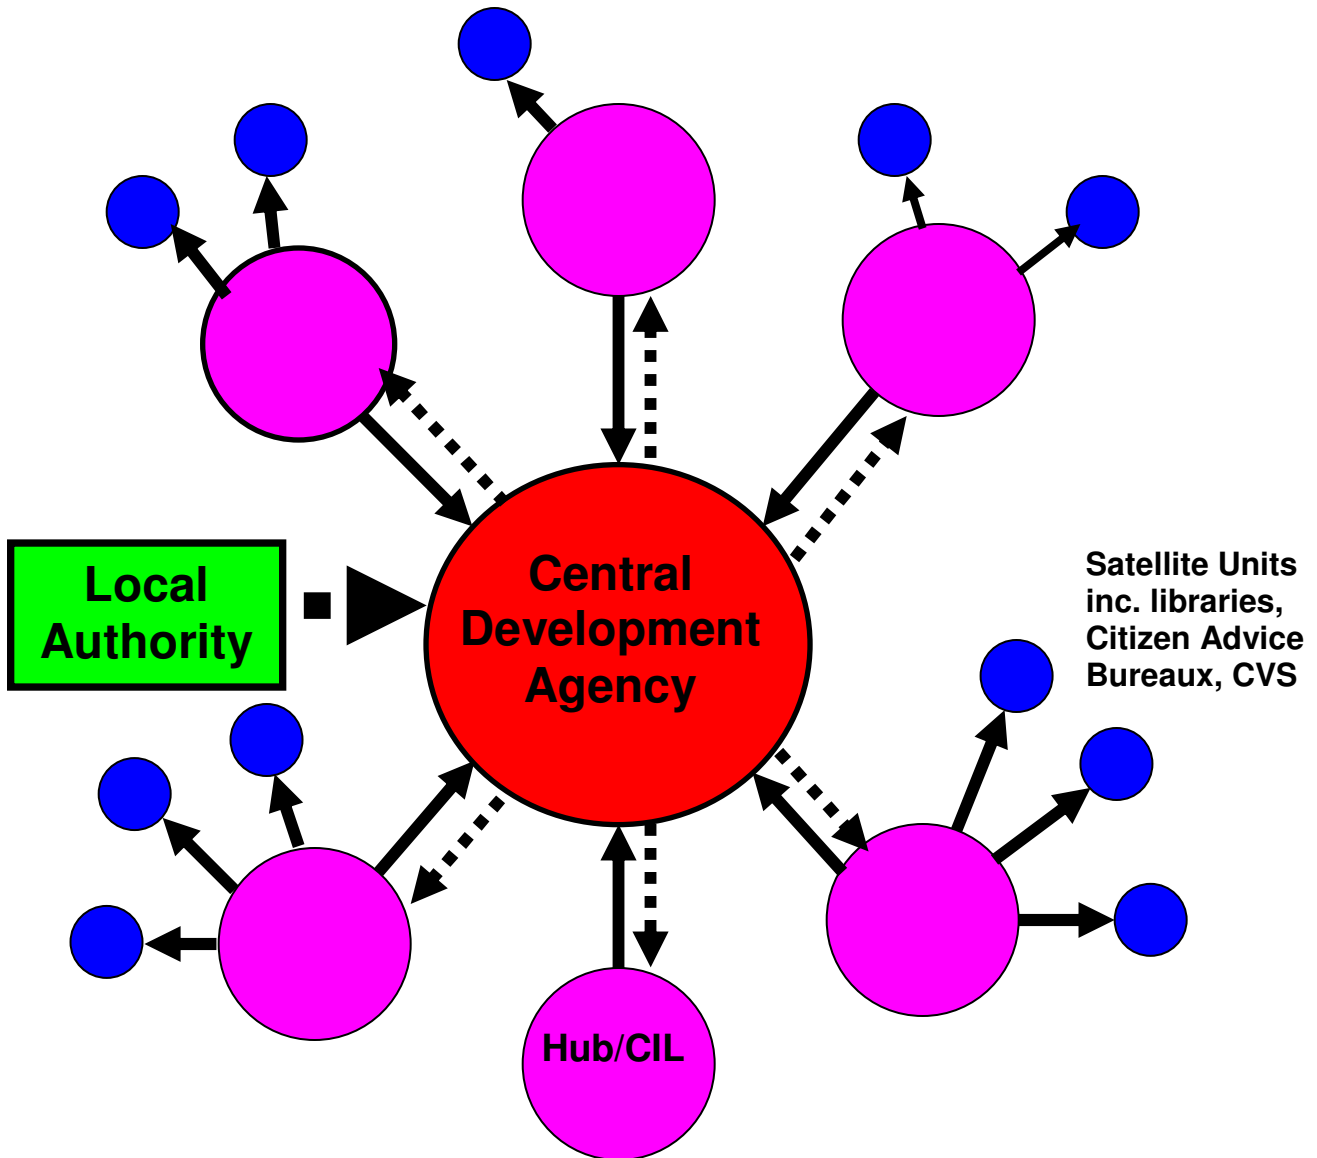 Central
Development
Agency
Local
Authority
Satellite Units
inc. libraries,
Citizen Advice
Bureaux, CVS
Hub/CIL